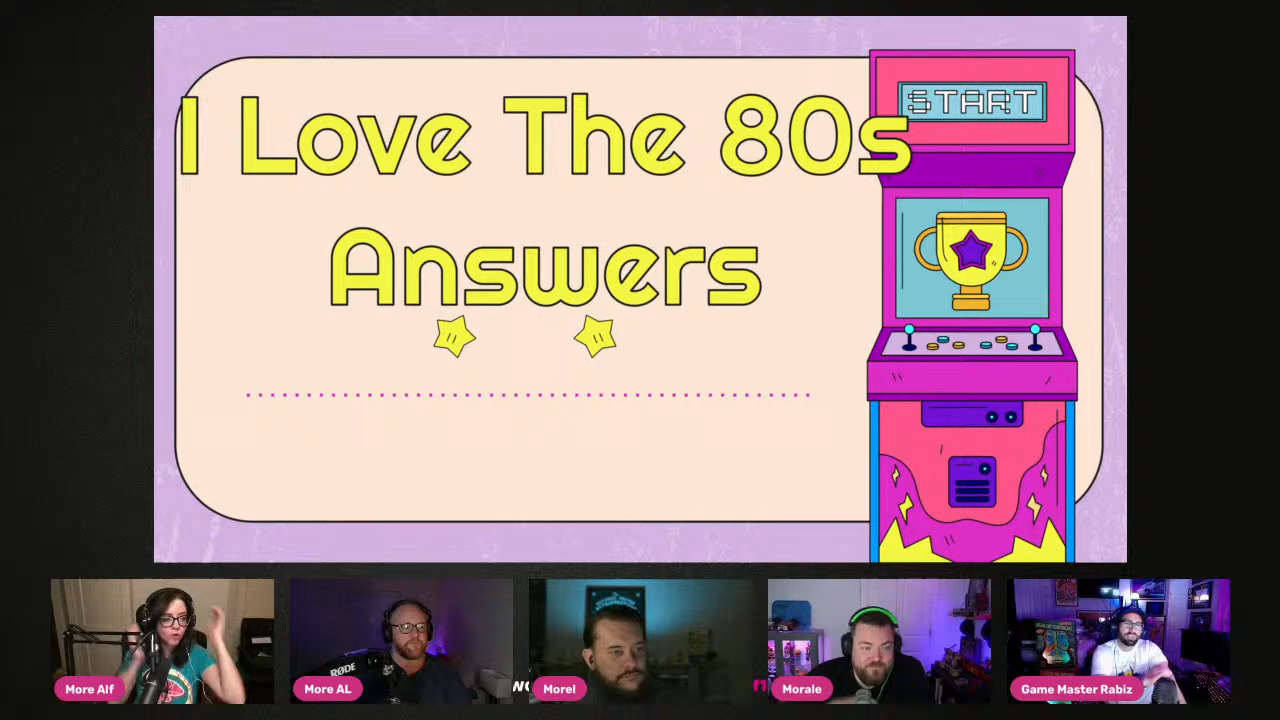 I Love The 80s
START
Answers
RØDE
More Alf
More AL
Morel
Morale
Game Master Rabiz